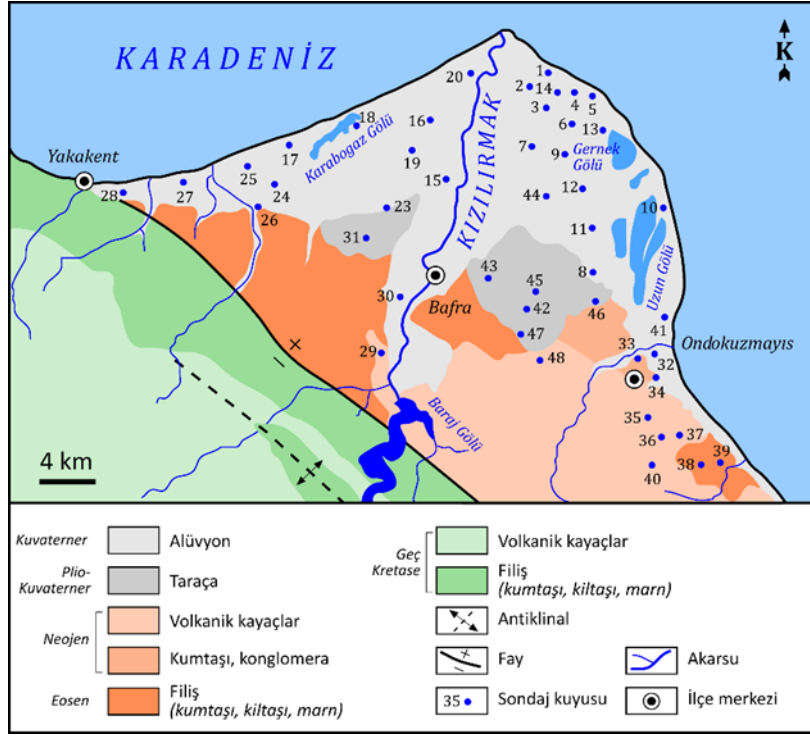 KARADENİZ
K
20
1
2
14
4
5
3
18
16
6
13
Karabogaz Gölü
17
7
9
Gernek
Gölü
Yakakent
19
KIZILIRMAK
25
24
15
12
28
27
44
10
26
23
11
31
Uzun Gölü
43
45
8
30
Bafra
42
46
41
47
Ondokuzmayıs
29
48
33
32
34
Baraj Gölü
35
36
37
39
38
40
4 km
Kuvaterner
Alüvyon
Plio-
Kuvaterner
Taraça
Neojen
Volkanik kayaçlar
Kumtaşı, konglomera
Eosen
Filiş
(kumtaşı, kiltaşı, marn)
Geç
Kretase
Volkanik kayaçlar
Filiş
(kumtaşı, kiltaşı, marn)
Antiklinal
Fay
Akarsu
35
Sondaj kuyusu
İlçe merkezi